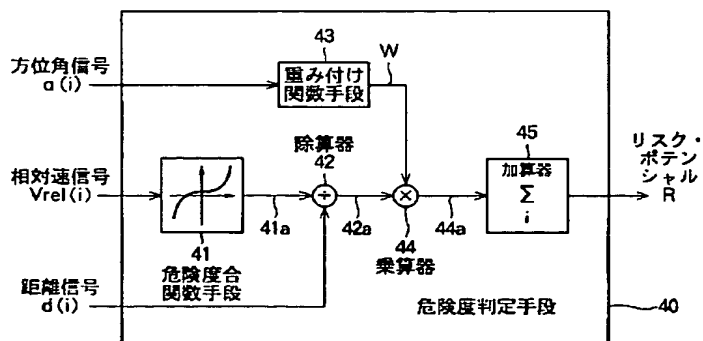 43
W
方位角信号
a(i)
重み付け
関数手段
除算器
42
45
リスク・
ポテン
シャル
R
相対速信号
Vrel(i)
÷
×
加算器
Σ
i
41a
42a
44
44a
41
危険度合
関数手段
乗算器
距離信号
d(i)
危険度判定手段
40